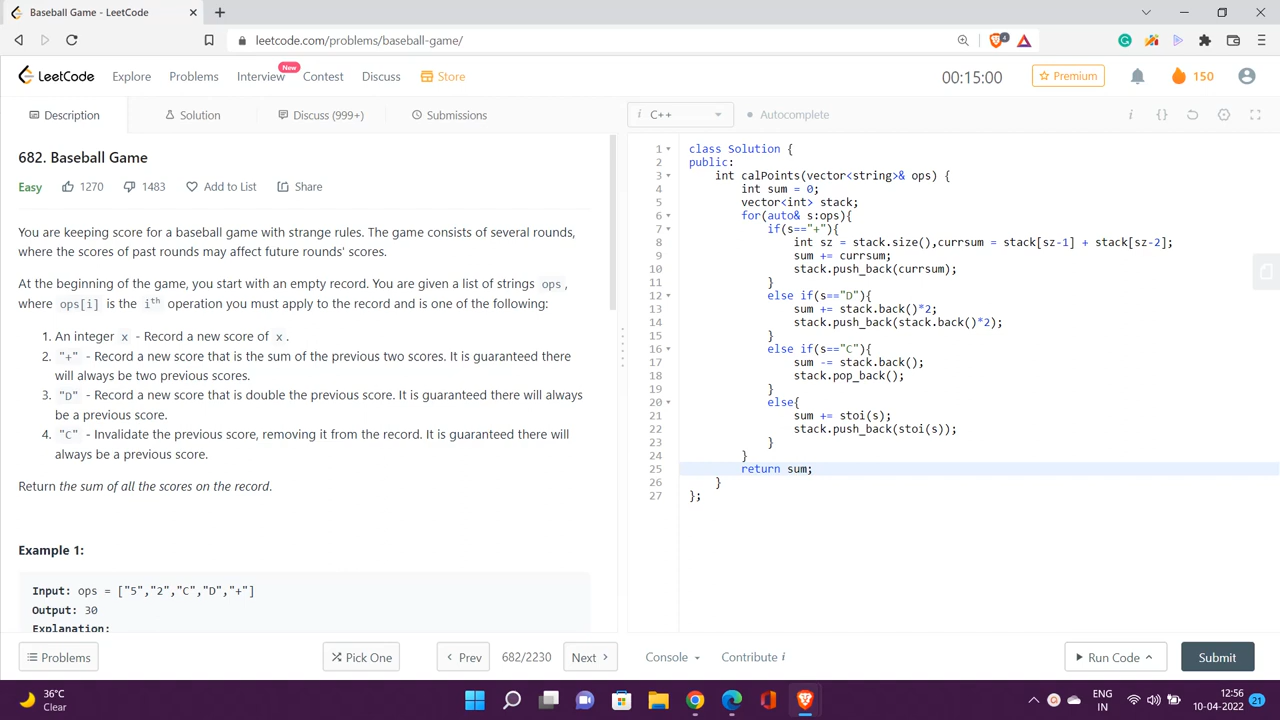 Baseball Game - LeetCode
leetcode.com/problems/baseball-game/
4
LeetCode
Explore
Problems
Interview
New
Contest
Discuss
Store
00:15:00
Premium
150
Description
Solution
Discuss (999+)
Submissions
i C++
Autocomplete
i {}
682. Baseball Game
Easy 1270 1483 Add to List Share
You are keeping score for a baseball game with strange rules. The game consists of several rounds,
where the scores of past rounds may affect future rounds' scores.
At the beginning of the game, you start with an empty record. You are given a list of strings ops,
where ops[i] is the ith operation you must apply to the record and is one of the following:
1. An integer x - Record a new score of x.
2. "+" - Record a new score that is the sum of the previous two scores. It is guaranteed there
will always be two previous scores.
3. "D" - Record a new score that is double the previous score. It is guaranteed there will always
be a previous score.
4. "C" - Invalidate the previous score, removing it from the record. It is guaranteed there will
always be a previous score.
Return the sum of all the scores on the record.
Example 1:
Input: ops = ["5","2","C","D","+"]
Output: 30
Explanation:
1 class Solution {
2 public:
3 int calPoints(vector<string>& ops) {
4 int sum = 0;
5 vector<int> stack;
6 for(auto& s:ops){
7 if(s=="+"){
8 int sz = stack.size(),currsum = stack[sz-1] + stack[sz-2];
9 sum += currsum;
10 stack.push_back(currsum);
11 }
12 else if(s=="D"){
13 sum += stack.back()*2;
14 stack.push_back(stack.back()*2);
15 }
16 else if(s=="C"){
17 sum -= stack.back();
18 stack.pop_back();
19 }
20 else{
21 sum += stoi(s);
22 stack.push_back(stoi(s));
23 }
24 }
25 return sum;
26 }
27 };
Problems
Pick One
Prev
682/2230
Next
Console
Contribute i
Run Code
Submit
36°C
Clear
ENG
IN
12:56
10-04-2022
21